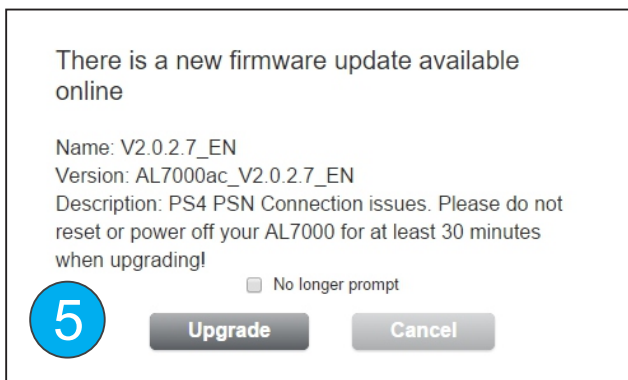 There is a new firmware update available
online
Name: V2.0.2.7_EN
Version: AL7000ac_V2.0.2.7_EN
Description: PS4 PSN Connection issues. Please do not
reset or power off your AL7000 for at least 30 minutes
when upgrading!
No longer prompt
5
Upgrade
Cancel